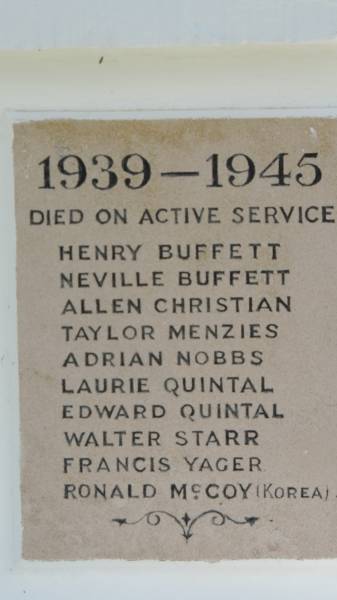 1939–1945
DIED ON ACTIVE SERVICE
HENRY BUFFETT
NEVILLE BUFFETT
ALLEN CHRISTIAN
TAYLOR MENZIES
ADRIAN NOBBS
LAURIE QUINTAL
EDWARD QUINTAL
WALTER STARR
FRANCIS YAGER
RONALD McCOY (KOREA).